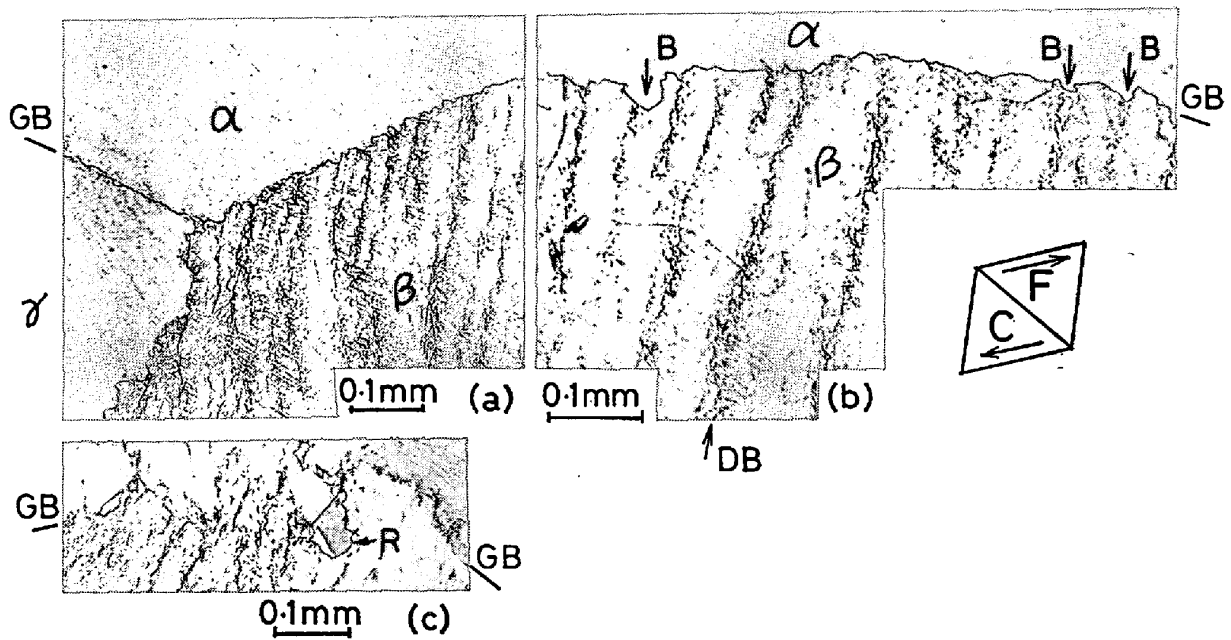 α
GB
γ
β
0·1mm (a)
B α B B
GB
β
0·1mm (b)
DB
F
C
GB
R
GB
0·1mm (c)